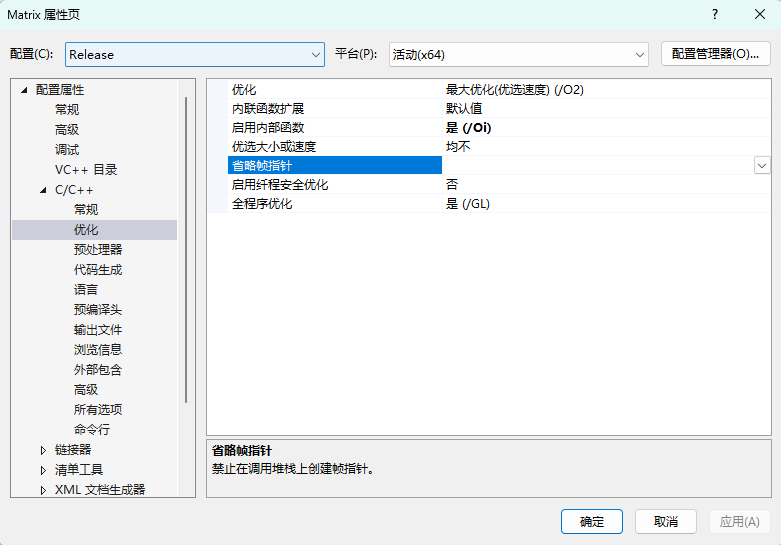 Matrix 属性页
配置(C): Release 平台(P): 活动(x64) 配置管理器(O)...
配置属性
常规
高级
调试
VC++ 目录
C/C++
常规
优化
预处理器
代码生成
语言
预编译头
输出文件
浏览信息
外部包含
高级
所有选项
命令行
链接器
清单工具
XML 文档生成器
优化 最大优化(优选速度) (/O2)
内联函数扩展 默认值
启用内部函数 是 (/Oi)
优选大小或速度 均不
省略帧指针
启用纤程安全优化 否
全程序优化 是 (/GL)
省略帧指针
禁止在调用堆栈上创建帧指针。
确定 取消 应用(A)